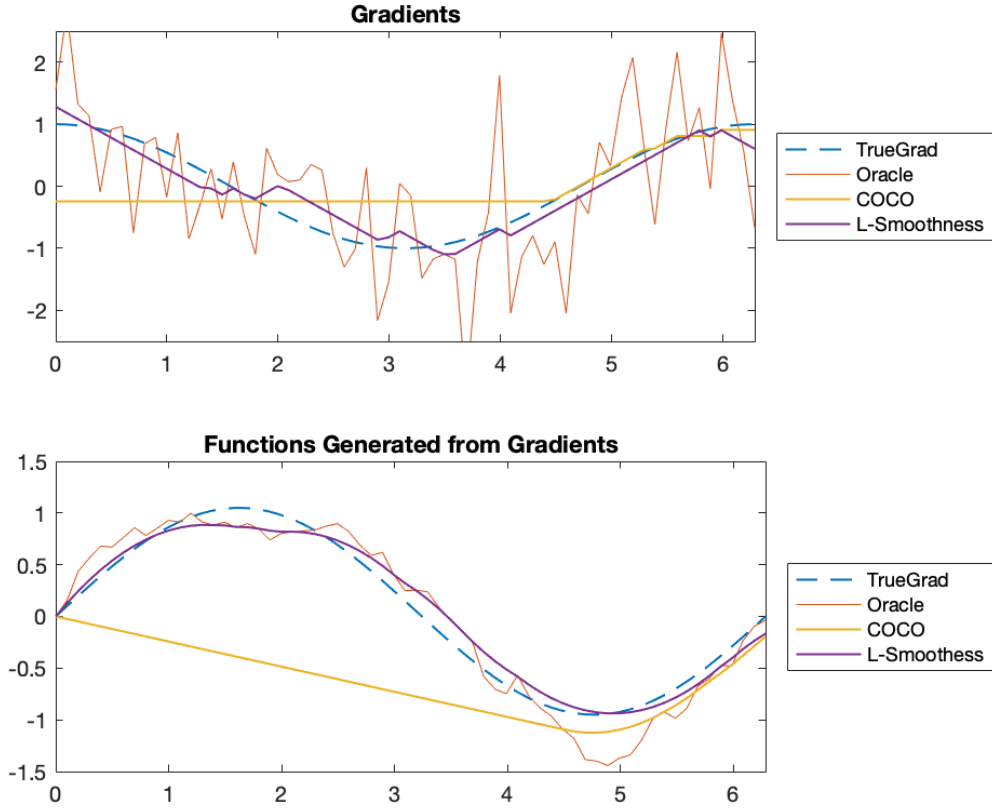 Gradients
2
1
0
-1
-2
0 1 2 3 4 5 6
TrueGrad
Oracle
COCO
L-Smoothness
Functions Generated from Gradients
1.5
1
0.5
0
-0.5
-1
-1.5
0 1 2 3 4 5 6
TrueGrad
Oracle
COCO
L-Smoothness